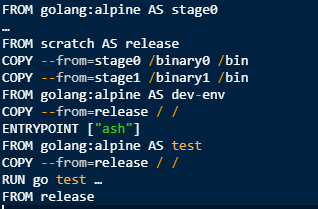 FROM golang:alpine AS stage0
…
FROM scratch AS release
COPY --from=stage0 /binary0 /bin
COPY --from=stage1 /binary1 /bin
FROM golang:alpine AS dev-env
COPY --from=release / /
ENTRYPOINT ["ash"]
FROM golang:alpine AS test
COPY --from=release / /
RUN go test …
FROM release